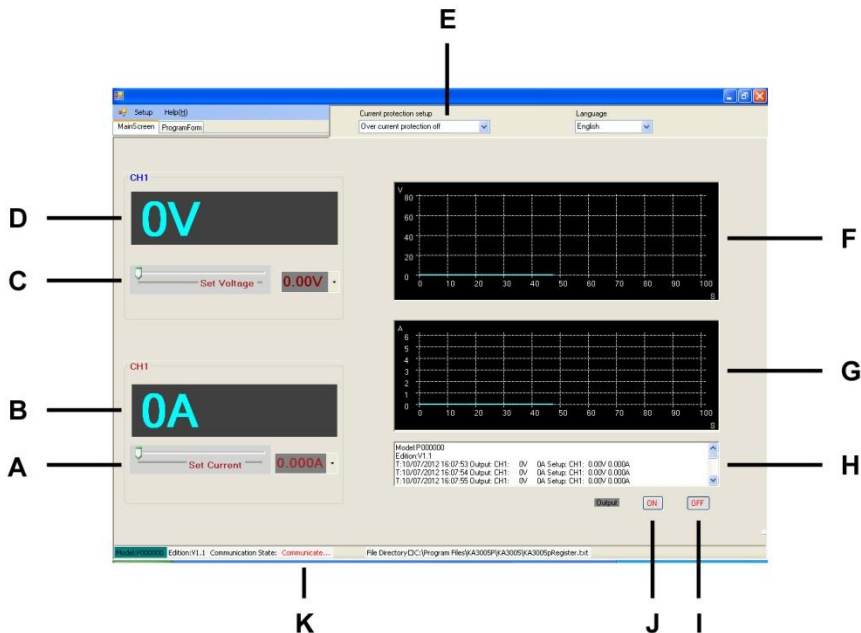 E
Setup Help(H)
Current protection setup
Language
MainScreen ProgramForm
Over current protection off
English
CH1
D
0V
C
Set Voltage
0.00V
V
80
60
40
20
0
0 10 20 30 40 50 60 70 80 90 100
S
F
CH1
B
0A
A
Set Current
0.000A
A
6
5
4
3
2
1
0
0 10 20 30 40 50 60 70 80 90 100
S
G
Model:P000000
Edition:V1.1
T:10/07/2012 16:07:53 Output: CH1: 0V 0A Setup: CH1: 0.00V 0.000A
T:10/07/2012 16:07:54 Output: CH1: 0V 0A Setup: CH1: 0.00V 0.000A
T:10/07/2012 16:07:55 Output: CH1: 0V 0A Setup: CH1: 0.00V 0.000A
H
Output ON OFF
Model:P000000 Edition:V1.1 Communication State: Communicate...
File Directory□C:\Program Files\KA3005P\KA3005\KA3005pRegister.txt
K
J
I